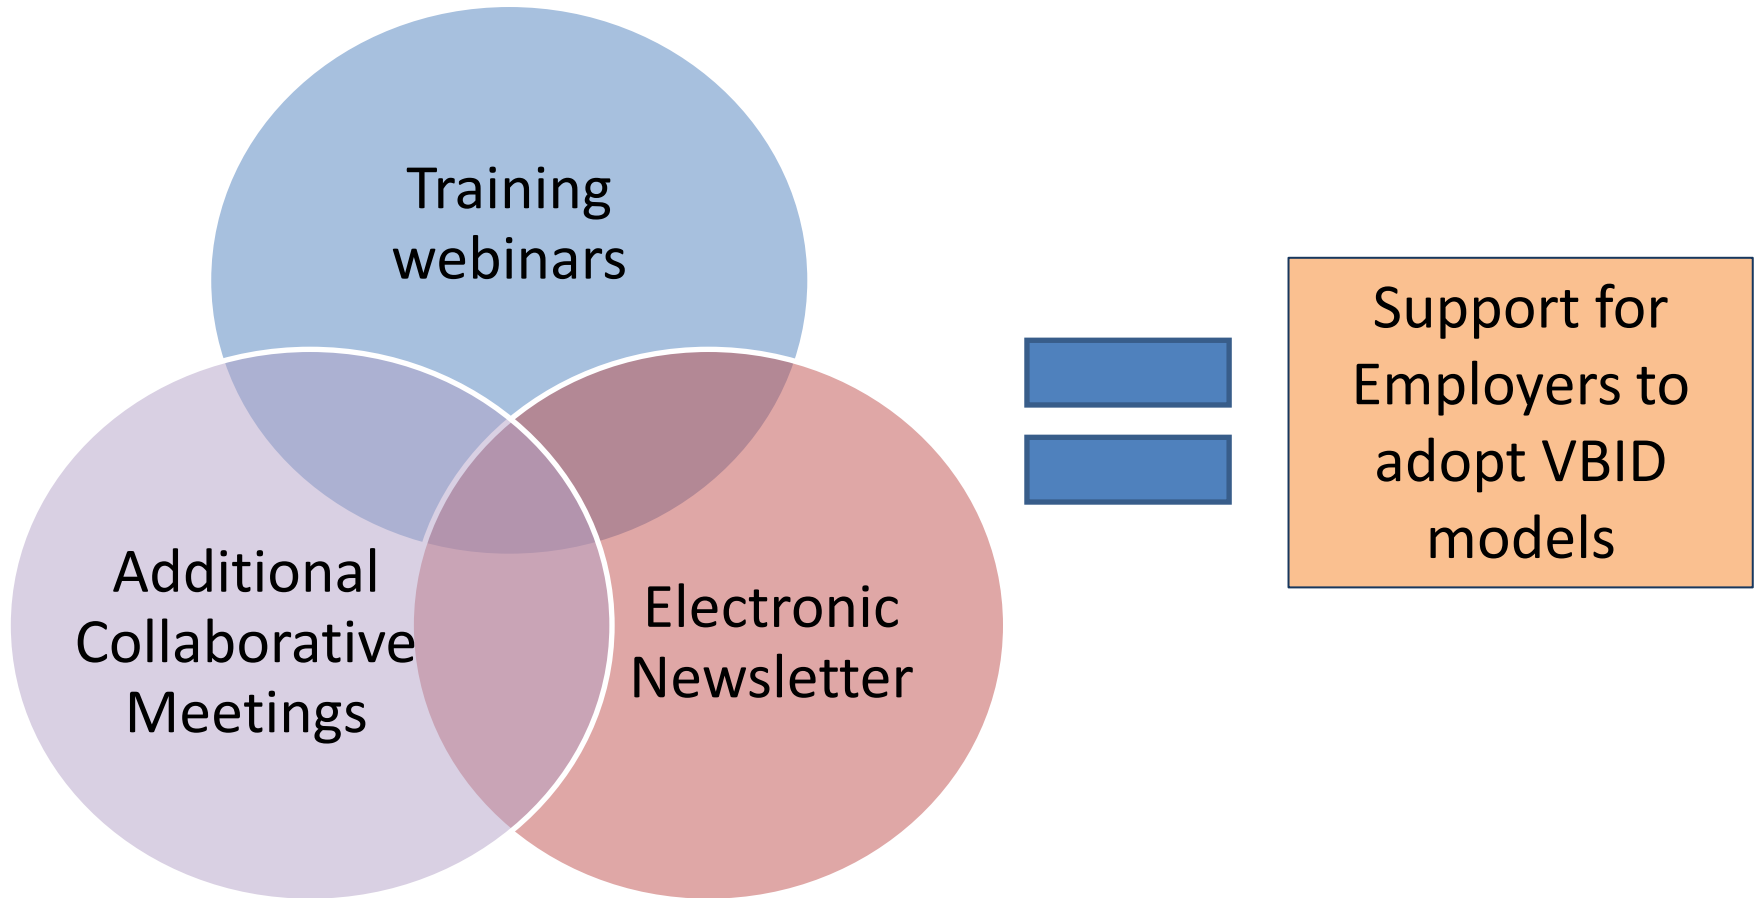 Training
webinars
Additional
Collaborative
Meetings
Electronic
Newsletter
Support for
Employers to
adopt VBID
models